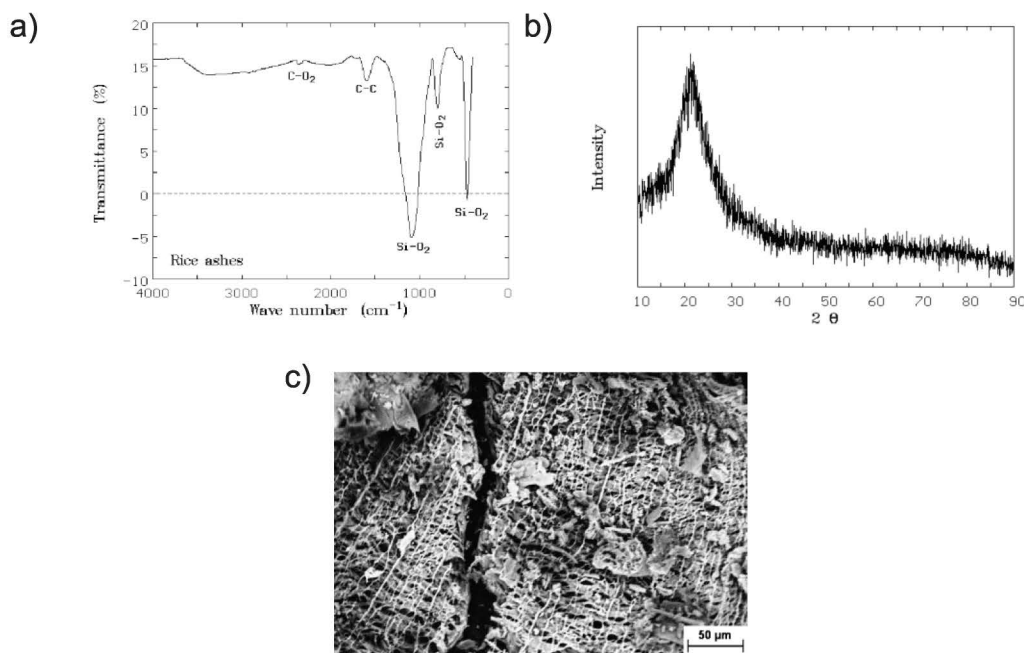 a)
20
15
10
5
0
-5
-10
Transmittance (%)
C-O2
C-C
Si-O2
Si-O2
Si-O2
Rice ashes
4000 3000 2000 1000 0
Wave number (cm-1)
b)
Intensity
10 20 30 40 50 60 70 80 90
2 θ
c)
50 µm